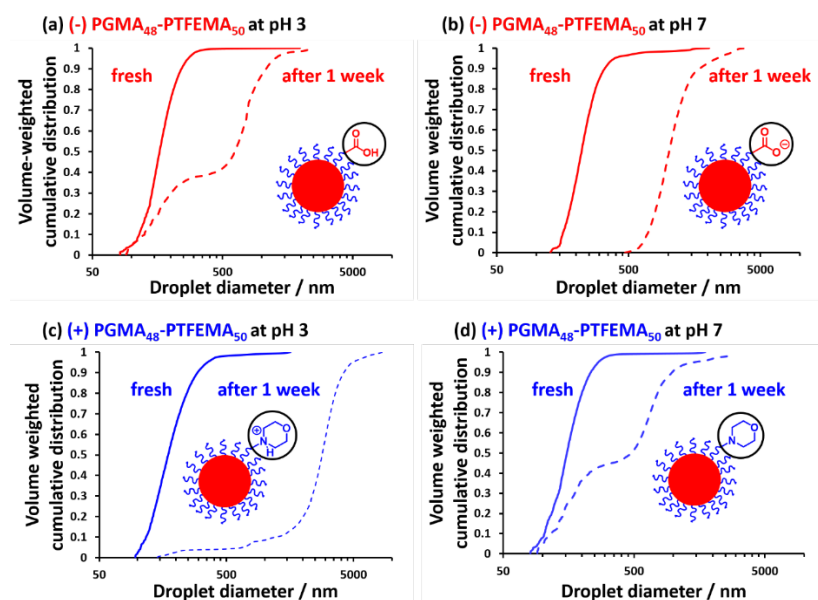 (a) (-) PGMA₄₈-PTFEMA₅₀ at pH 3
Volume-weighted
cumulative distribution
1
0.9
0.8
0.7
0.6
0.5
0.4
0.3
0.2
0.1
0
fresh
after 1 week
O
OH
50
500
5000
Droplet diameter / nm
(b) (-) PGMA₄₈-PTFEMA₅₀ at pH 7
Volume weighted
cumulative distribution
1
0.9
0.8
0.7
0.6
0.5
0.4
0.3
0.2
0.1
0
fresh
after 1 week
O
O ⊖
50
500
5000
Droplet diameter / nm
(c) (+) PGMA₄₈-PTFEMA₅₀ at pH 3
Volume weighted
cumulative distribution
1
0.9
0.8
0.7
0.6
0.5
0.4
0.3
0.2
0.1
0
fresh
after 1 week
⊕
O
N
H
50
500
5000
Droplet diameter / nm
(d) (+) PGMA₄₈-PTFEMA₅₀ at pH 7
Volume weighted
cumulative distribution
1
0.9
0.8
0.7
0.6
0.5
0.4
0.3
0.2
0.1
0
fresh
after 1 week
O
N
50
500
5000
Droplet diameter / nm